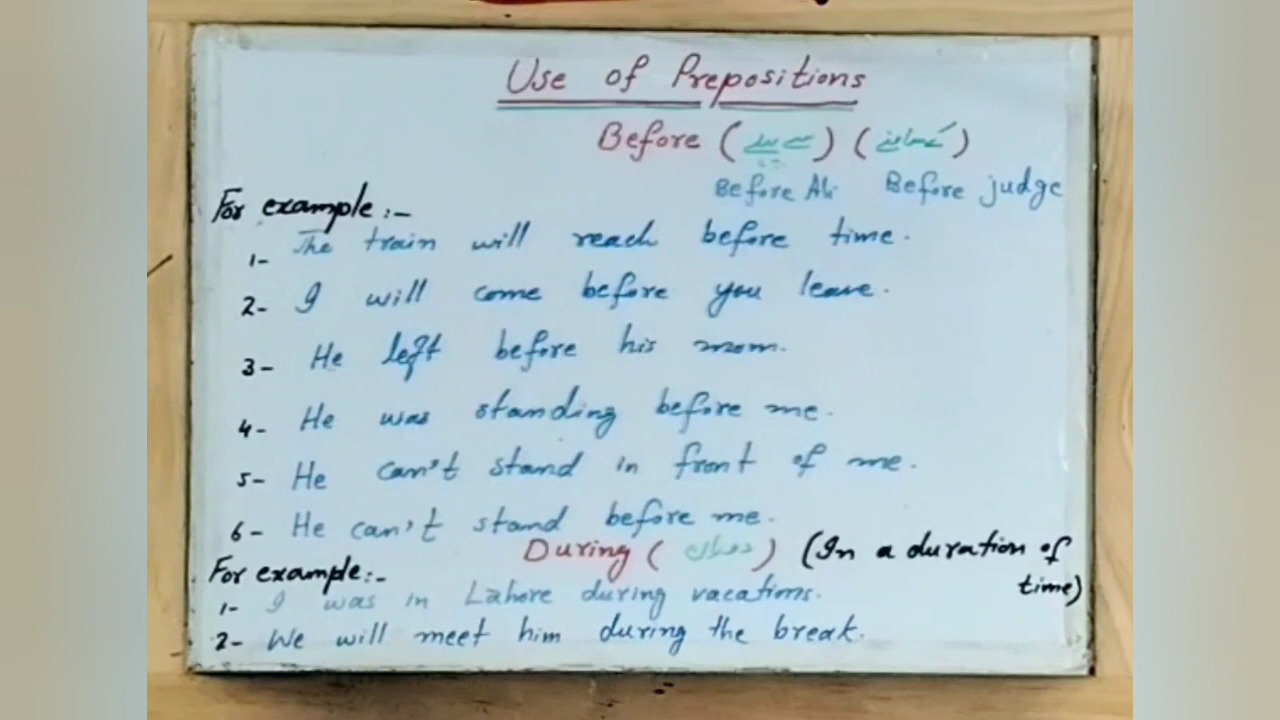 Use of Prepositions
Before (سے پہلے) (کے سامنے)
Before Ali Before judge
For example:-
1- The train will reach before time.
2- I will come before you leave.
3- He left before his mom.
4- He was standing before me.
5- He can't stand in front of me.
6- He can't stand before me.
During (دوران) (In a duration of time)
For example:-
1- I was in Lahore during vacations.
2- We will meet him during the break.